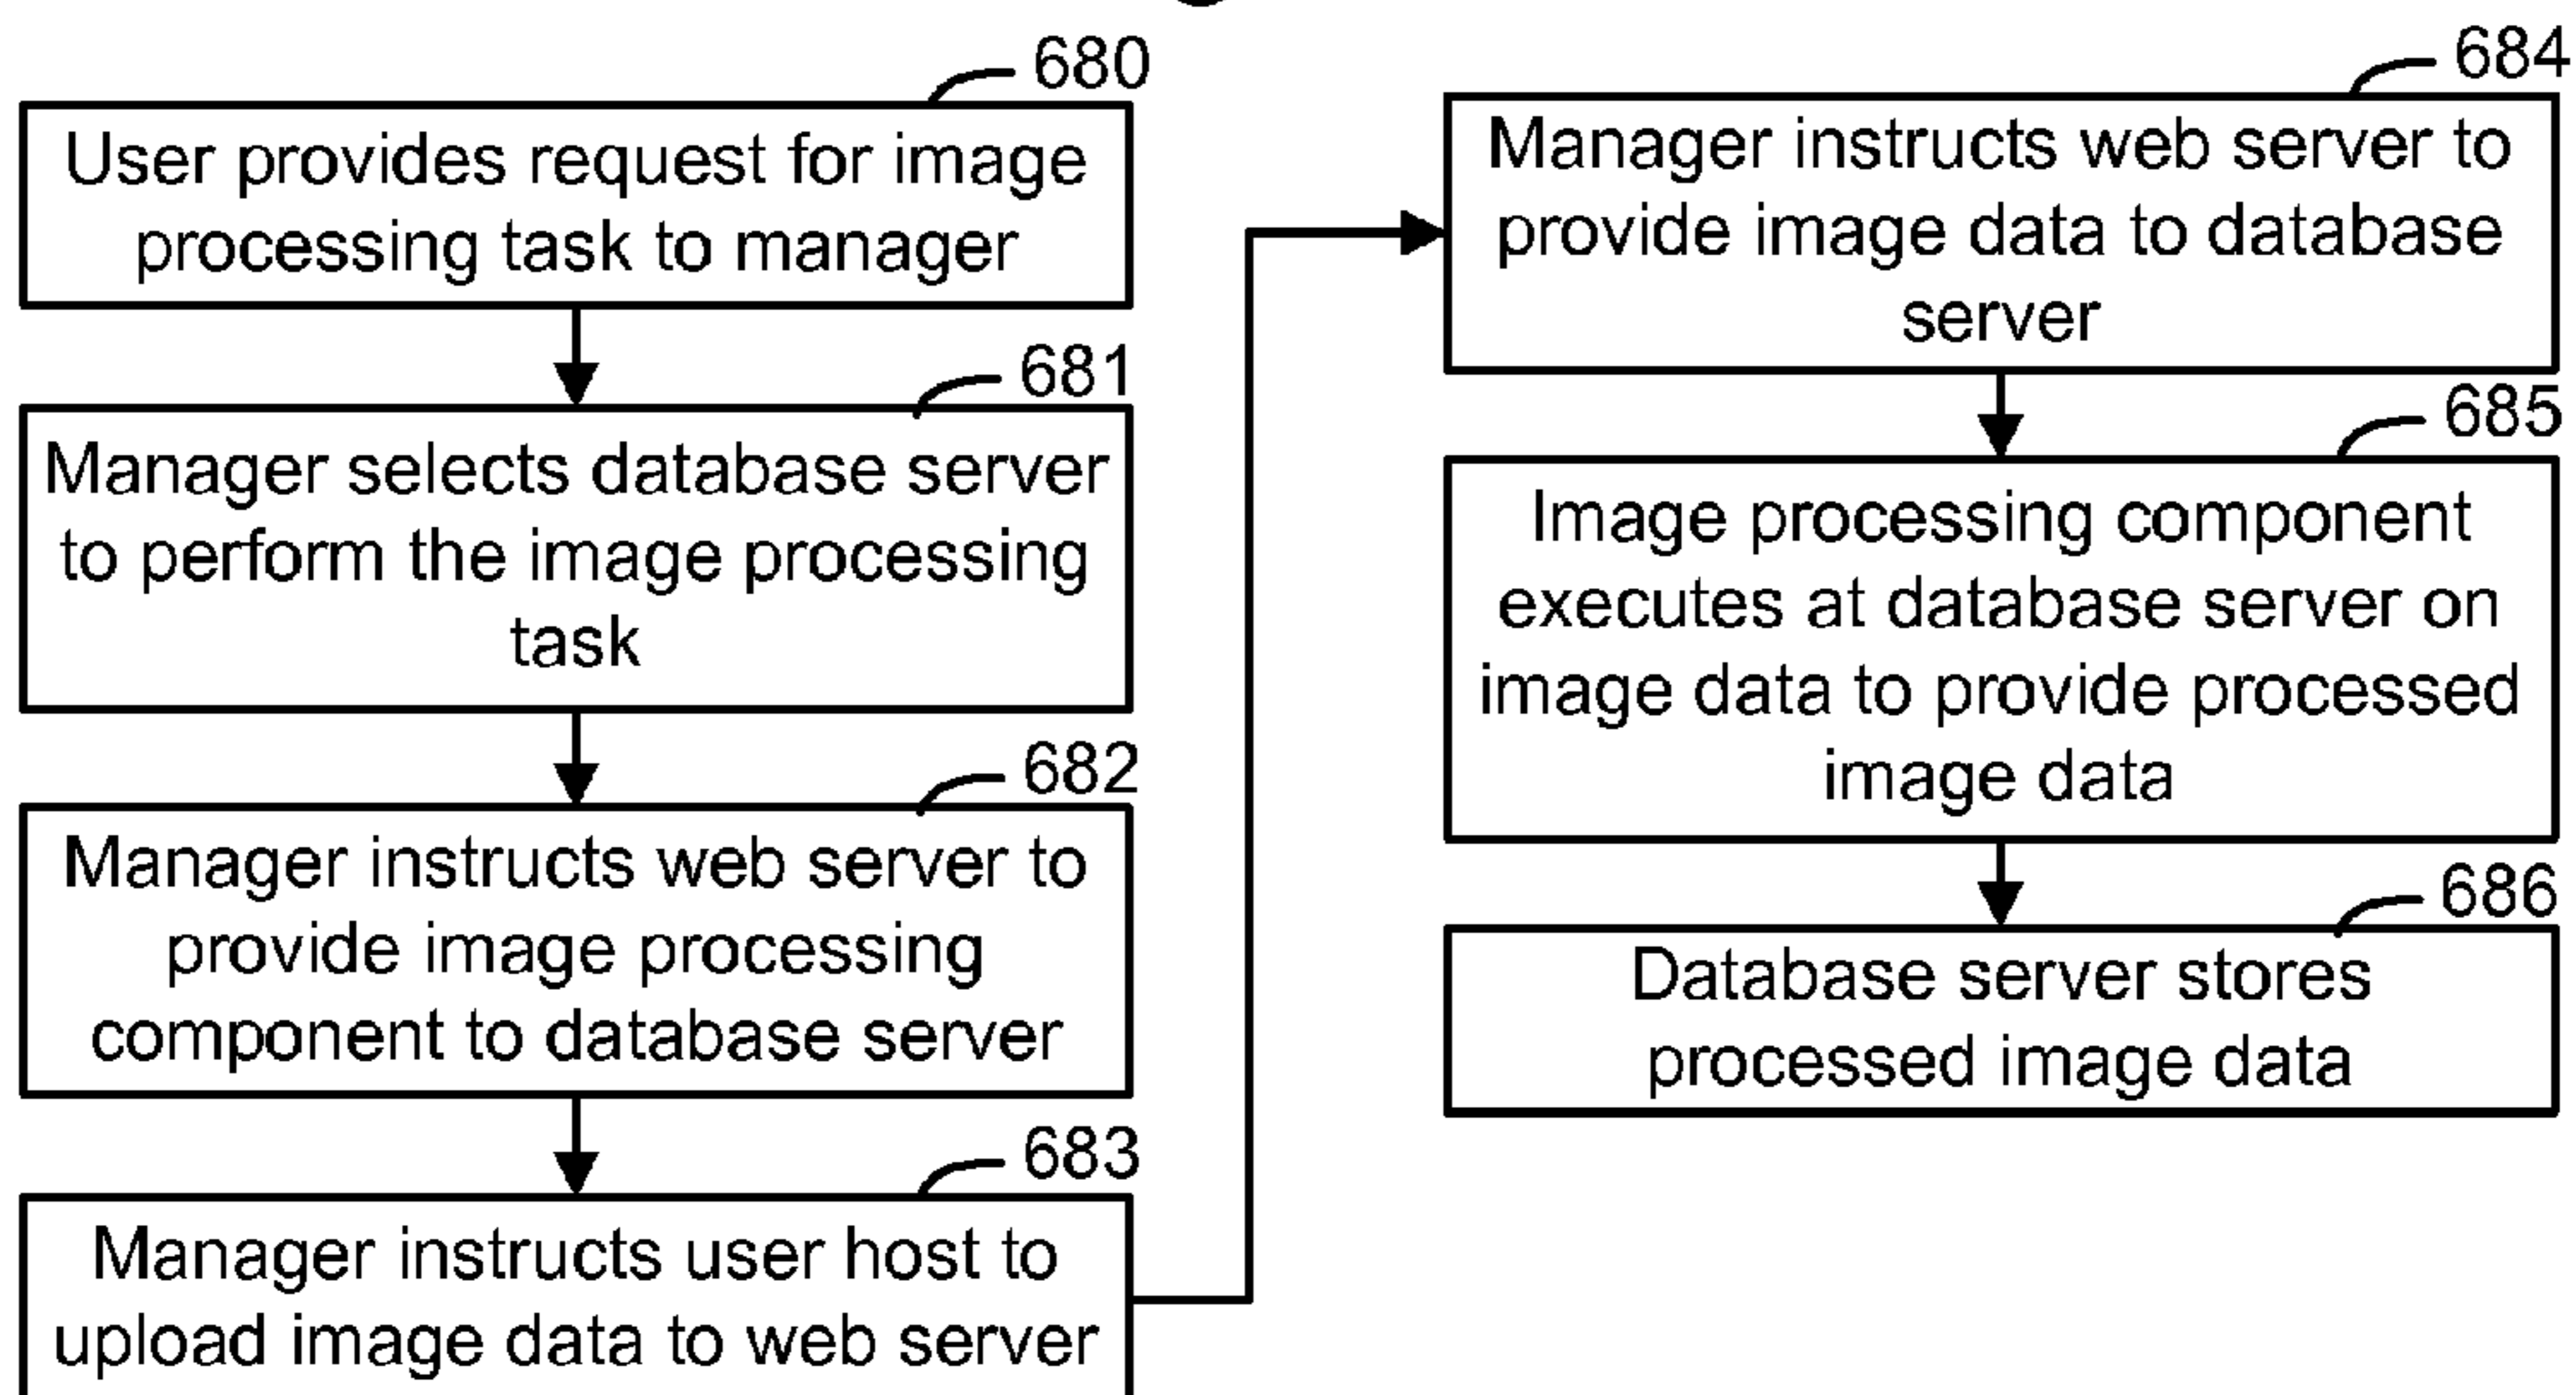 680
User provides request for image
processing task to manager
681
Manager selects database server
to perform the image processing
task
682
Manager instructs web server to
provide image processing
component to database server
683
Manager instructs user host to
upload image data to web server
684
Manager instructs web server to
provide image data to database
server
685
Image processing component
executes at database server on
image data to provide processed
image data
686
Database server stores
processed image data